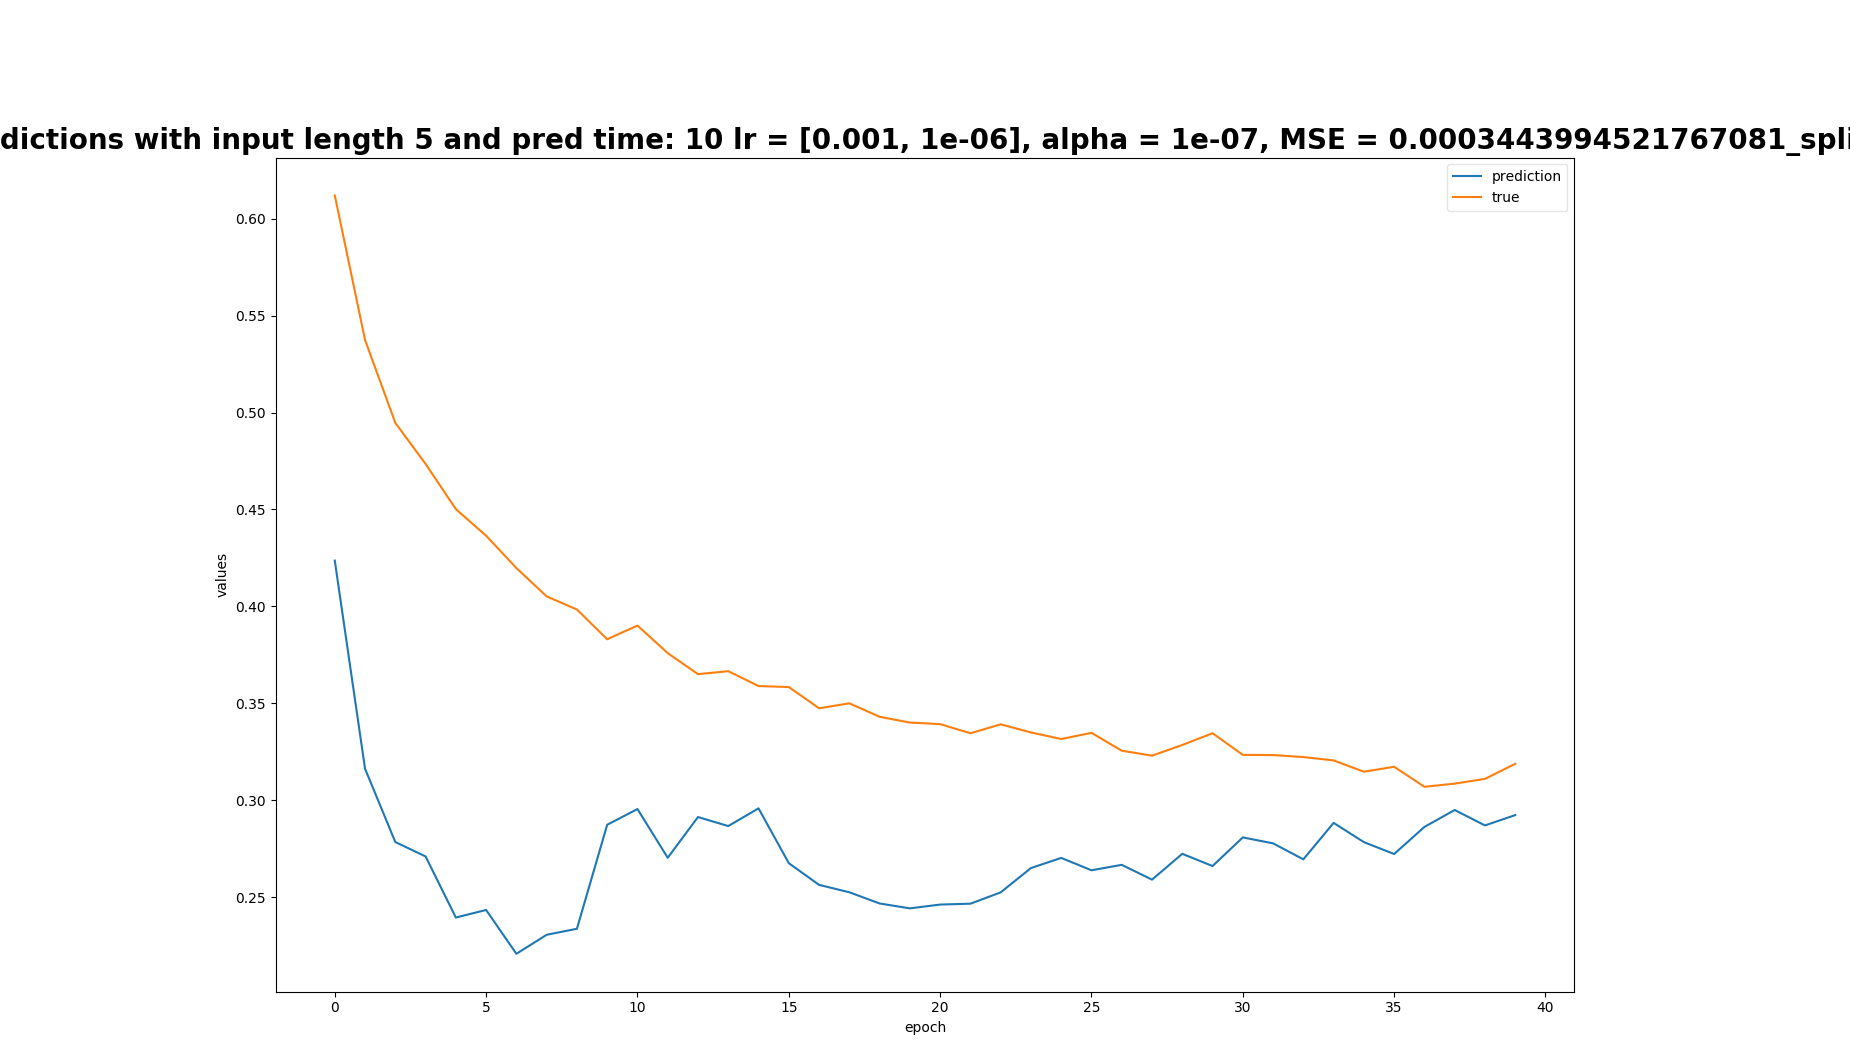 dictions with input length 5 and pred time: 10 lr = [0.001, 1e-06], alpha = 1e-07, MSE = 0.0003443994521767081_spli
prediction
true
0.60
0.55
0.50
0.45
0.40
0.35
0.30
0.25
values
0 5 10 15 20 25 30 35 40
epoch